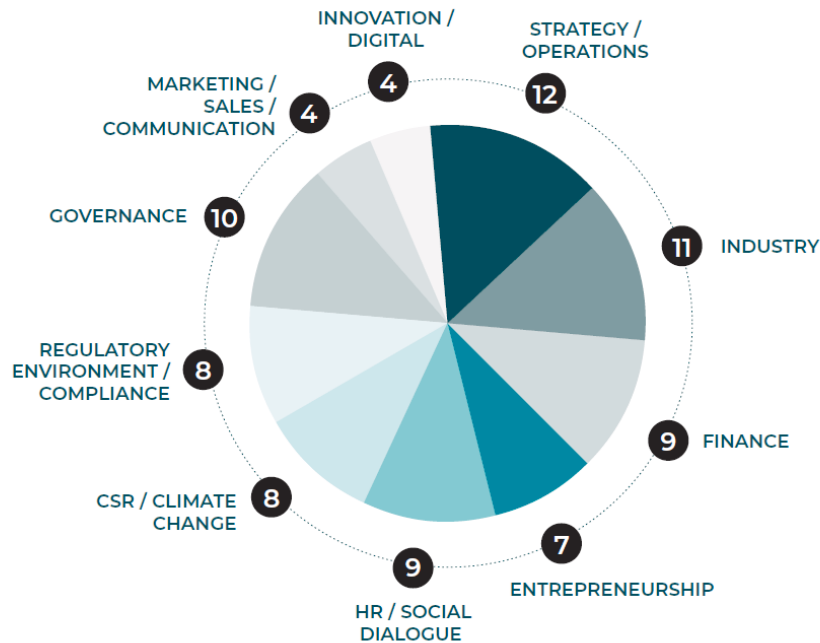 INNOVATION /
DIGITAL
4
STRATEGY /
OPERATIONS
12
INDUSTRY
11
FINANCE
9
ENTREPRENEURSHIP
7
HR / SOCIAL
DIALOGUE
9
CSR / CLIMATE
CHANGE
8
REGULATORY
ENVIRONMENT /
COMPLIANCE
8
GOVERNANCE
10
MARKETING /
SALES /
COMMUNICATION
4